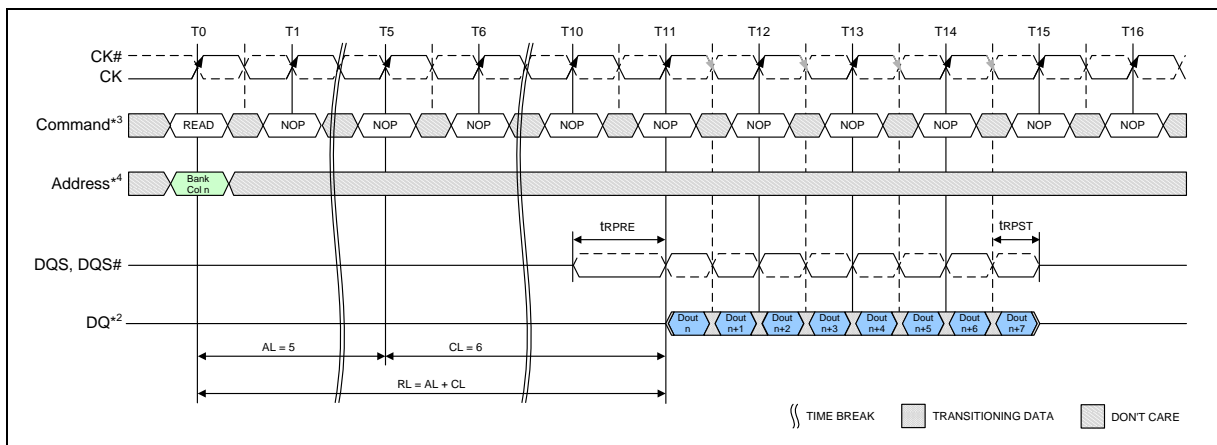 T0 T1 T5 T6 T10 T11 T12 T13 T14 T15 T16
CK#
CK
Command*3 READ NOP NOP NOP NOP NOP NOP NOP NOP NOP NOP
Address*4 Bank
Col n
tRPRE tRPST
DQS, DQS#
DQ*2 Dout
n Dout
n+1 Dout
n+2 Dout
n+3 Dout
n+4 Dout
n+5 Dout
n+6 Dout
n+7
AL = 5 CL = 6
RL = AL + CL
TIME BREAK TRANSITIONING DATA DON'T CARE